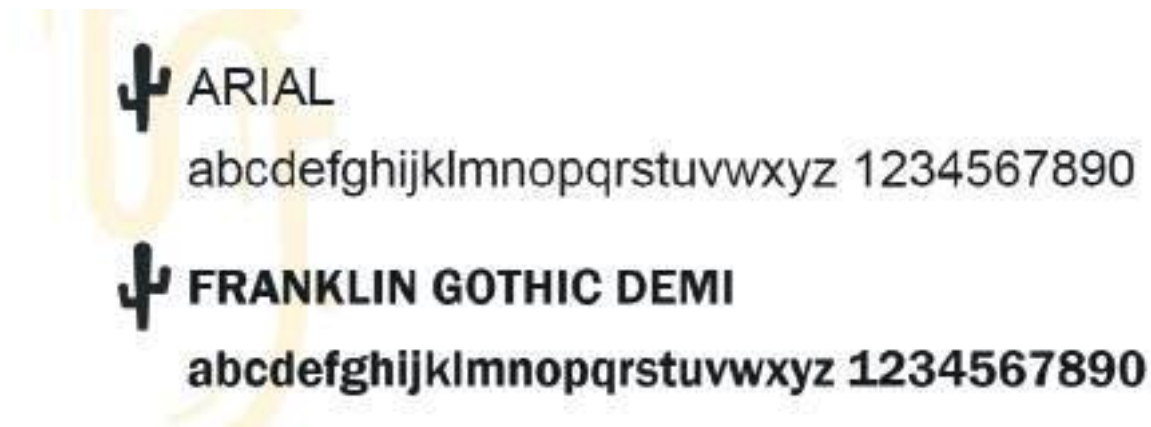 ARIAL
abcdefghijklmnopqrstuvwxyz 1234567890
FRANKLIN GOTHIC DEMI
abcdefghijklmnopqrstuvwxyz 1234567890